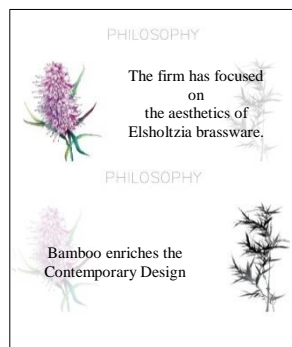 PHILOSOPHY
The firm has focused
on
the aesthetics of
Elsholtzia brassware.
PHILOSOPHY
Bamboo enriches the
Contemporary Design